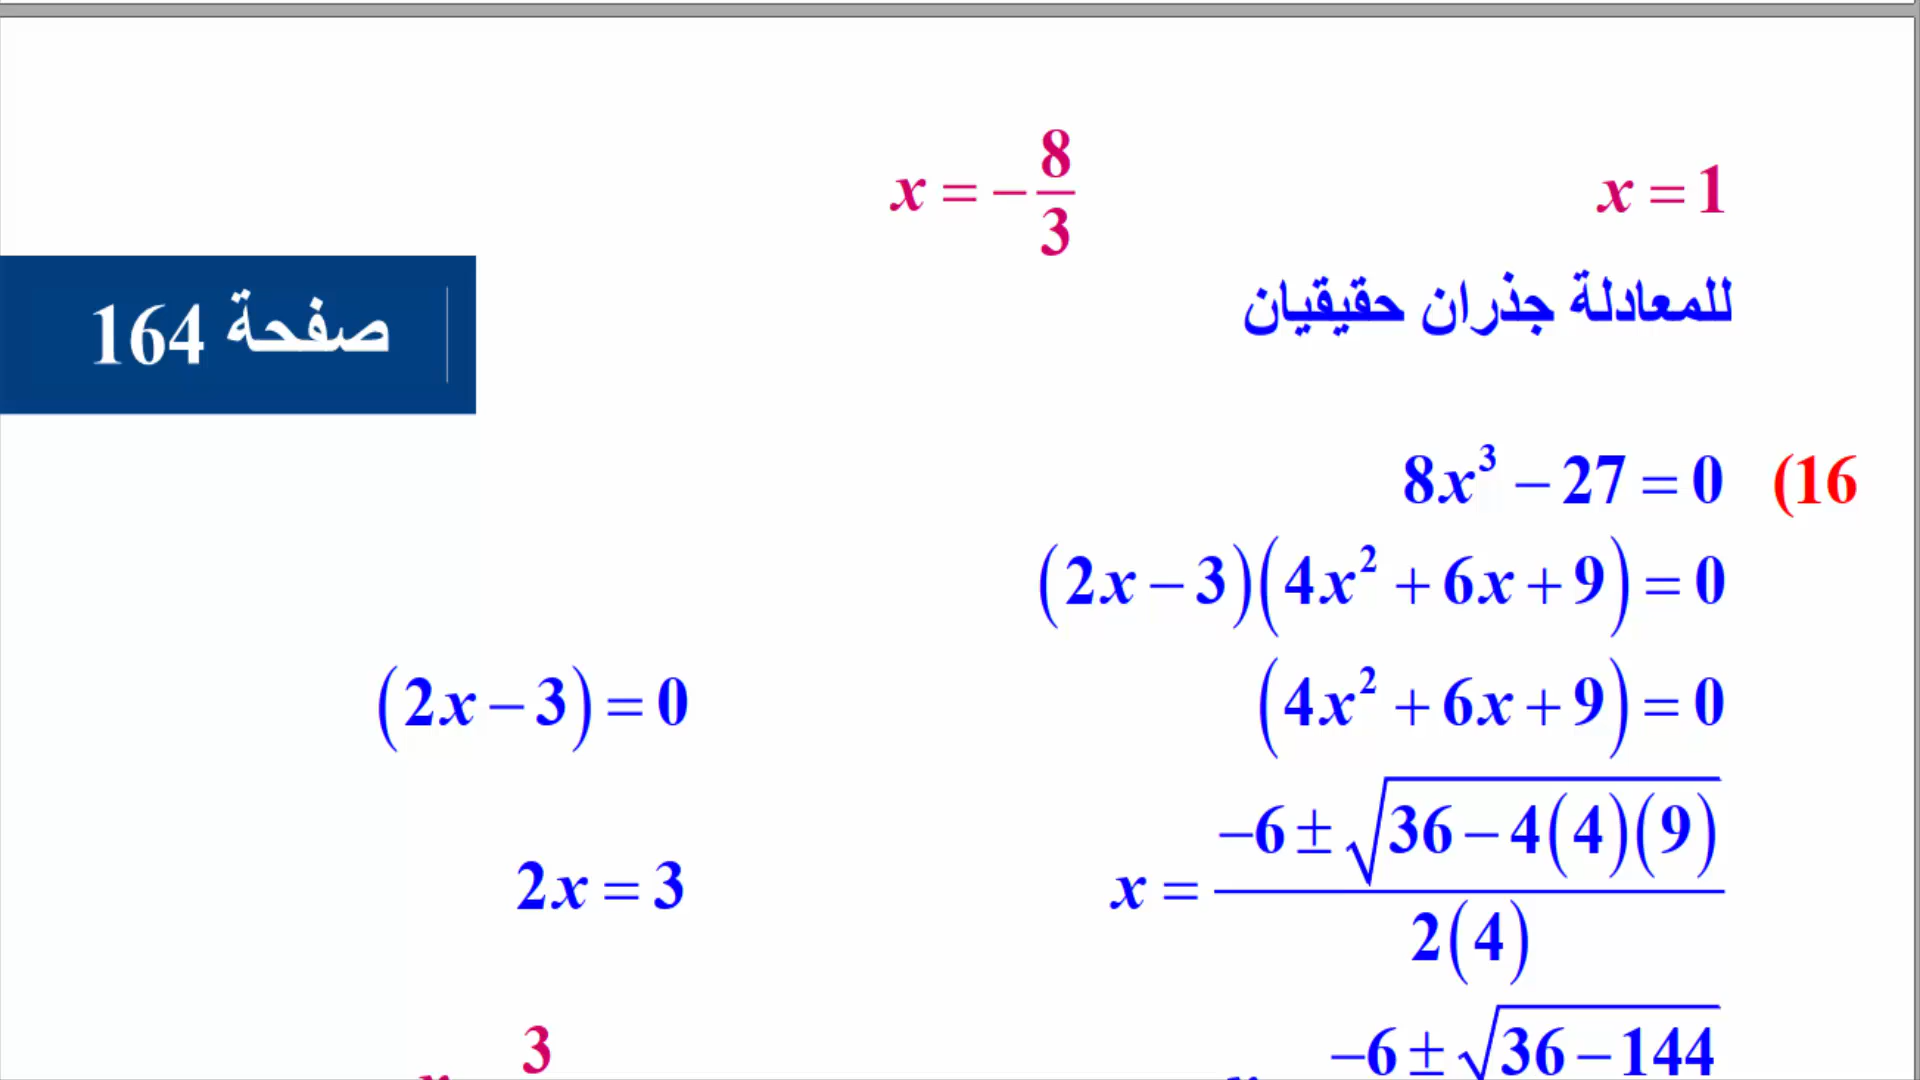 x = 1    x = -8/3
للمعادلة جذران حقيقيان
صفحة 164
16) 8x³ − 27 = 0
(2x − 3)(4x² + 6x + 9) = 0
(4x² + 6x + 9) = 0    (2x − 3) = 0
x = (−6 ± √(36 − 4(4)(9))) / 2(4)    2x = 3
−6 ± √(36 − 144)    3